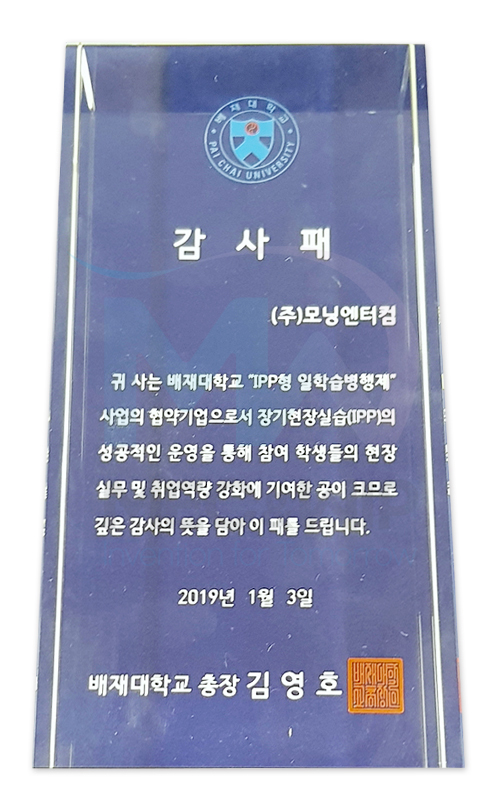 배재대학교
PAI CHAI UNIVERSITY
감 사 패
(주)모닝엔터컴
귀 사는 배재대학교 "IPP형 일학습병행제"
사업의 협약기업으로서 장기현장실습(IPP)의
성공적인 운영을 통해 참여 학생들의 현장
실무 및 취업역량 강화에 기여한 공이 크므로
깊은 감사의 뜻을 담아 이 패를 드립니다.
2019년 1월 3일
배재대학교 총장 김영호